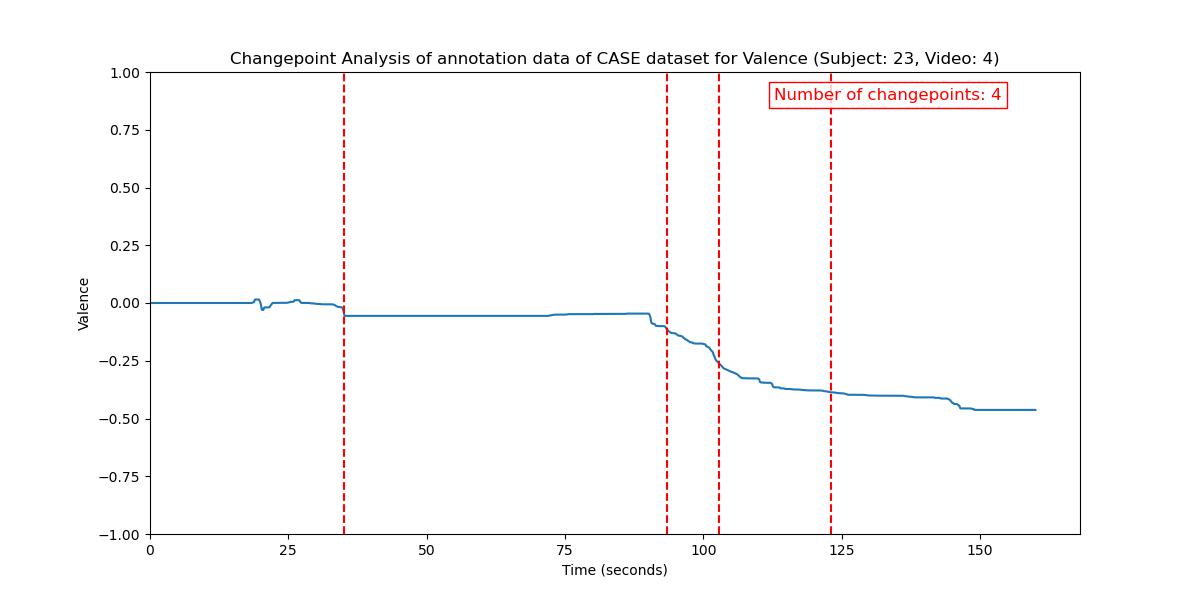 Changepoint Analysis of annotation data of CASE dataset for Valence (Subject: 23, Video: 4)
Number of changepoints: 4
Valence
1.00
0.75
0.50
0.25
0.00
−0.25
−0.50
−0.75
−1.00
0 25 50 75 100 125 150
Time (seconds)